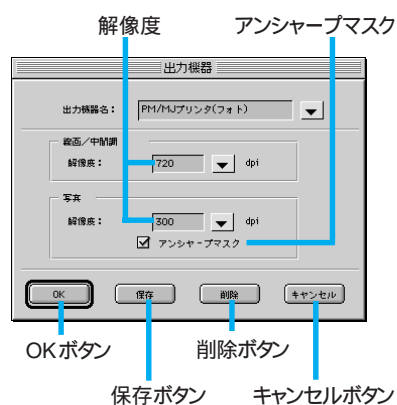 解像度 アンシャープマスク
出力機器
出力機器名： PM/MJプリンタ(フォト)
線画／中間調
解像度： 720 dpi
写真
解像度： 300 dpi
アンシャープマスク
OK 保存 削除 キャンセル
OKボタン 削除ボタン
保存ボタン キャンセルボタン